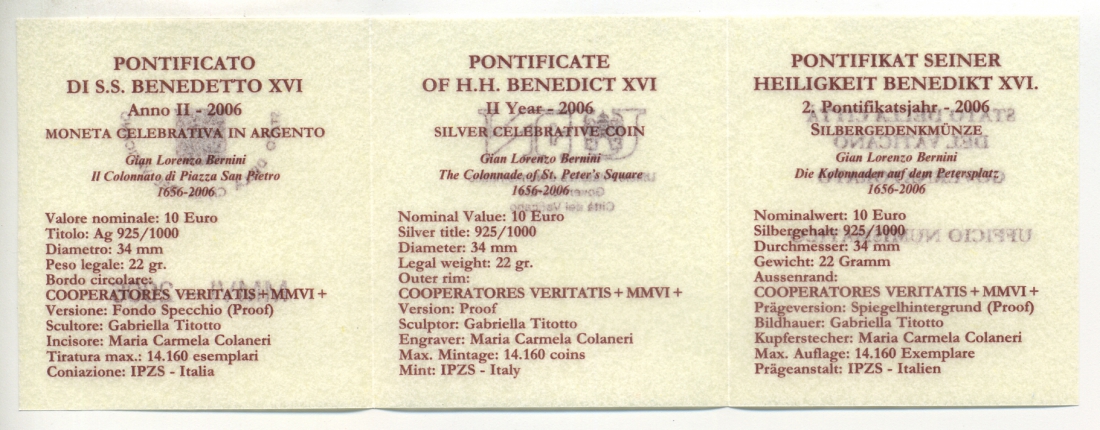 PONTIFICATO
DI S.S. BENEDETTO XVI
Anno II - 2006
MONETA CELEBRATIVA IN ARGENTO
Gian Lorenzo Bernini
Il Colonnato di Piazza San Pietro
1656-2006
Valore nominale: 10 Euro
Titolo: Ag 925/1000
Diametro: 34 mm
Peso legale: 22 gr.
Bordo circolare:
COOPERATORES VERITATIS + MMVI +
Versione: Fondo Specchio (Proof)
Scultore: Gabriella Titotto
Incisore: Maria Carmela Colaneri
Tiratura max.: 14.160 esemplari
Coniazione: IPZS - Italia
PONTIFICATE
OF H.H. BENEDICT XVI
II Year - 2006
SILVER CELEBRATIVE COIN
Gian Lorenzo Bernini
The Colonnade of St. Peter's Square
1656-2006
Nominal Value: 10 Euro
Silver title: 925/1000
Diameter: 34 mm
Legal weight: 22 gr.
Outer rim:
COOPERATORES VERITATIS + MMVI +
Version: Proof
Sculptor: Gabriella Titotto
Engraver: Maria Carmela Colaneri
Max. Mintage: 14.160 coins
Mint: IPZS - Italy
PONTIFIKAT SEINER
HEILIGKEIT BENEDIKT XVI.
2. Pontifikatsjahr - 2006
SILBERGEDENKMÜNZE
Gian Lorenzo Bernini
Die Kolonnaden auf dem Petersplatz
1656-2006
Nominalwert: 10 Euro
Silbergehalt: 925/1000
Durchmesser: 34 mm
Gewicht: 22 Gramm
Aussenrand:
COOPERATORES VERITATIS + MMVI +
Prägeversion: Spiegelhintergrund (Proof)
Bildhauer: Gabriella Titotto
Kupferstecher: Maria Carmela Colaneri
Max. Auflage: 14.160 Exemplare
Prägeanstalt: IPZS - Italien
STATO DELLA CITTÀ
DEL VATICANO
GOVERNATORATO
UFFICIO NUMISMATICO